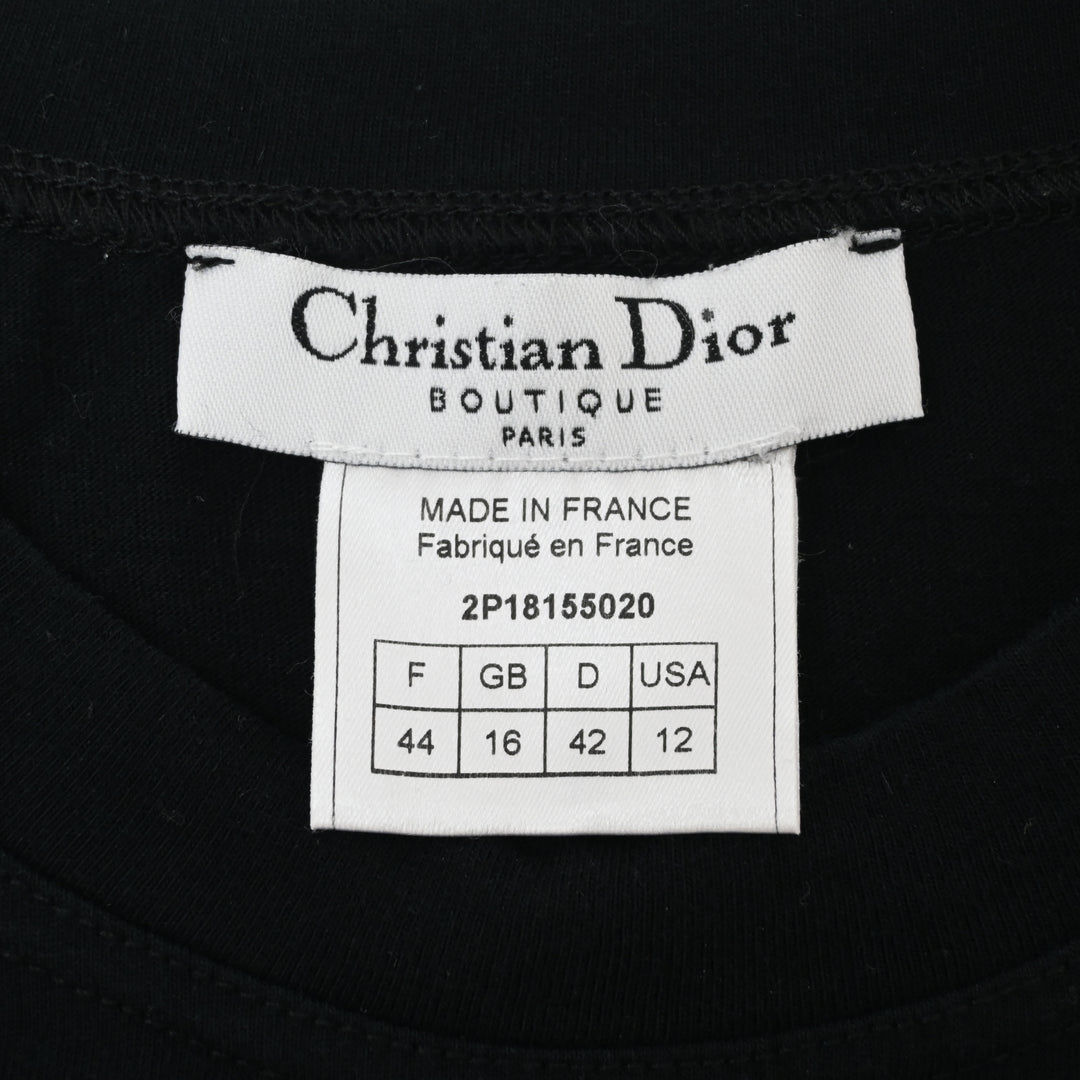 Christian Dior
BOUTIQUE
PARIS
MADE IN FRANCE
Fabriqué en France
2P18155020
F GB D USA
44 16 42 12